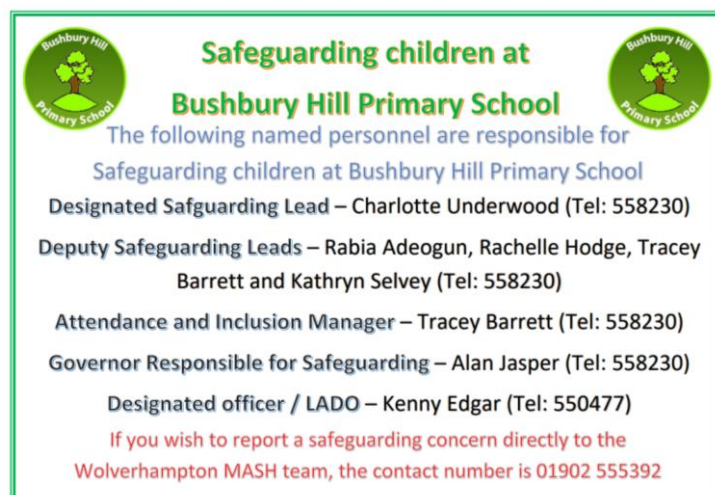 Bushbury Hill
Primary School
Safeguarding children at
Bushbury Hill Primary School
Bushbury Hill
Primary School
The following named personnel are responsible for
Safeguarding children at Bushbury Hill Primary School
Designated Safguarding Lead – Charlotte Underwood (Tel: 558230)
Deputy Safeguarding Leads – Rabia Adeogun, Rachelle Hodge, Tracey
Barrett and Kathryn Selvey (Tel: 558230)
Attendance and Inclusion Manager – Tracey Barrett (Tel: 558230)
Governor Responsible for Safeguarding – Alan Jasper (Tel: 558230)
Designated officer / LADO – Kenny Edgar (Tel: 550477)
If you wish to report a safeguarding concern directly to the
Wolverhampton MASH team, the contact number is 01902 555392